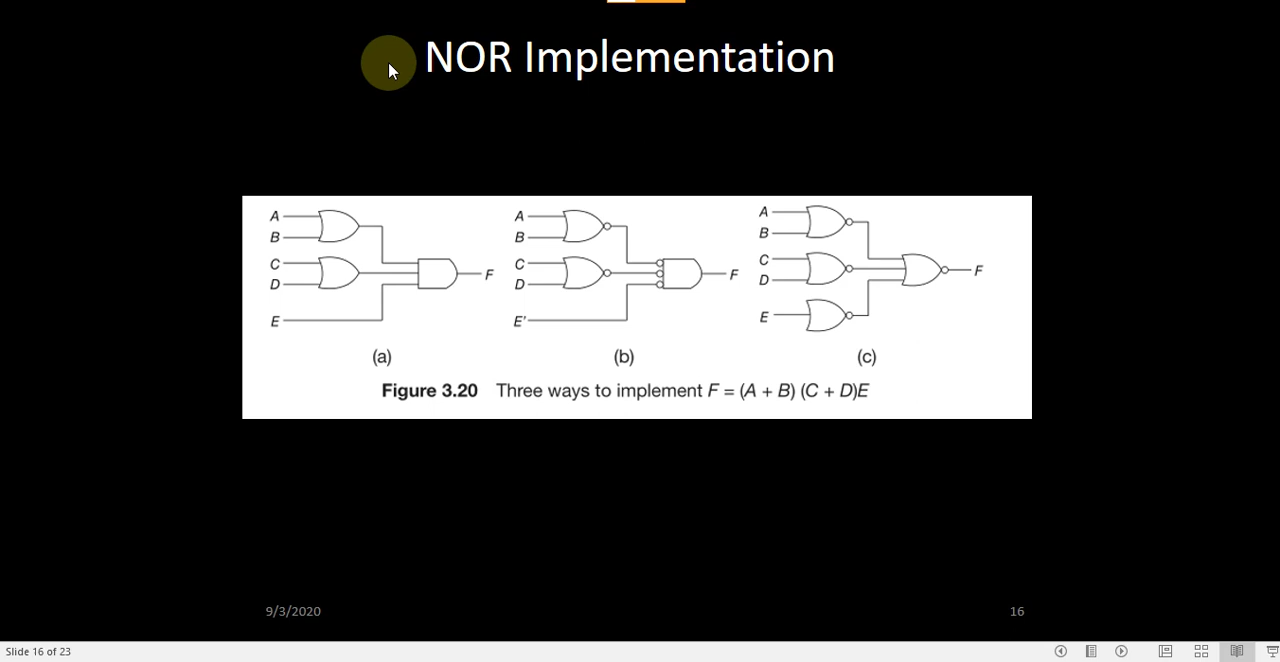 NOR Implementation
A
B
C
D
E
F
(a)
A
B
C
D
E'
F
(b)
A
B
C
D
E
F
(c)
Figure 3.20 Three ways to implement F = (A + B) (C + D)E
9/3/2020
16
Slide 16 of 23